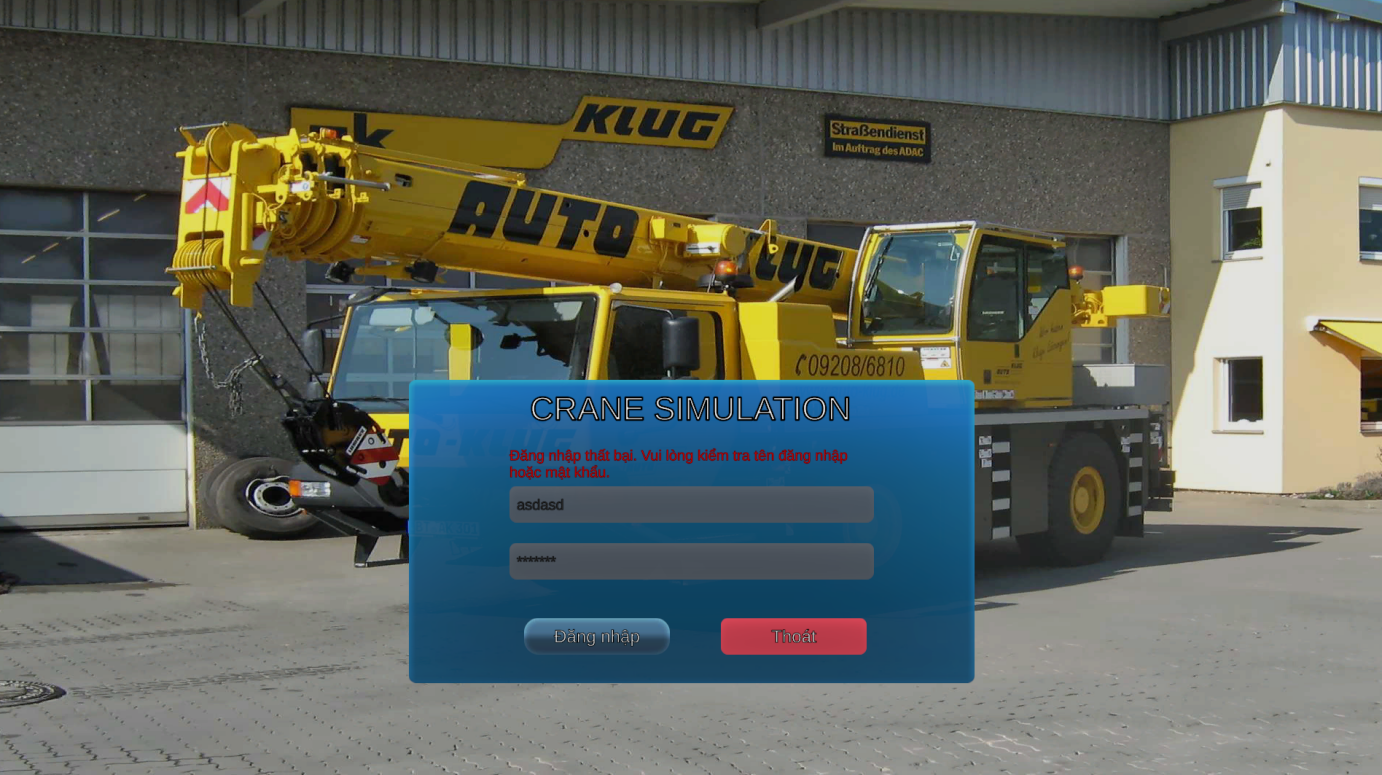 KLUG
Straßendienst
Im Auftrag des ADAC
AUTO
KLUG
09208/6810
CRANE SIMULATION
Đăng nhập thất bại. Vui lòng kiểm tra tên đăng nhập
hoặc mật khẩu.
asdasd
*******
Đăng nhập
Thoát